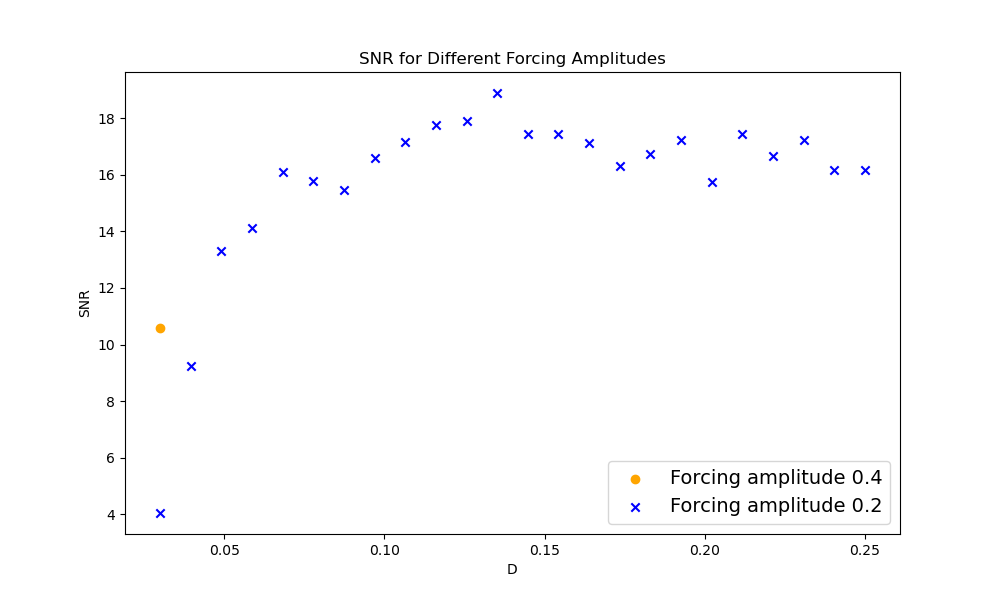 SNR for Different Forcing Amplitudes
SNR
18
16
14
12
10
8
6
4
0.05
0.10
0.15
0.20
0.25
D
Forcing amplitude 0.4
Forcing amplitude 0.2